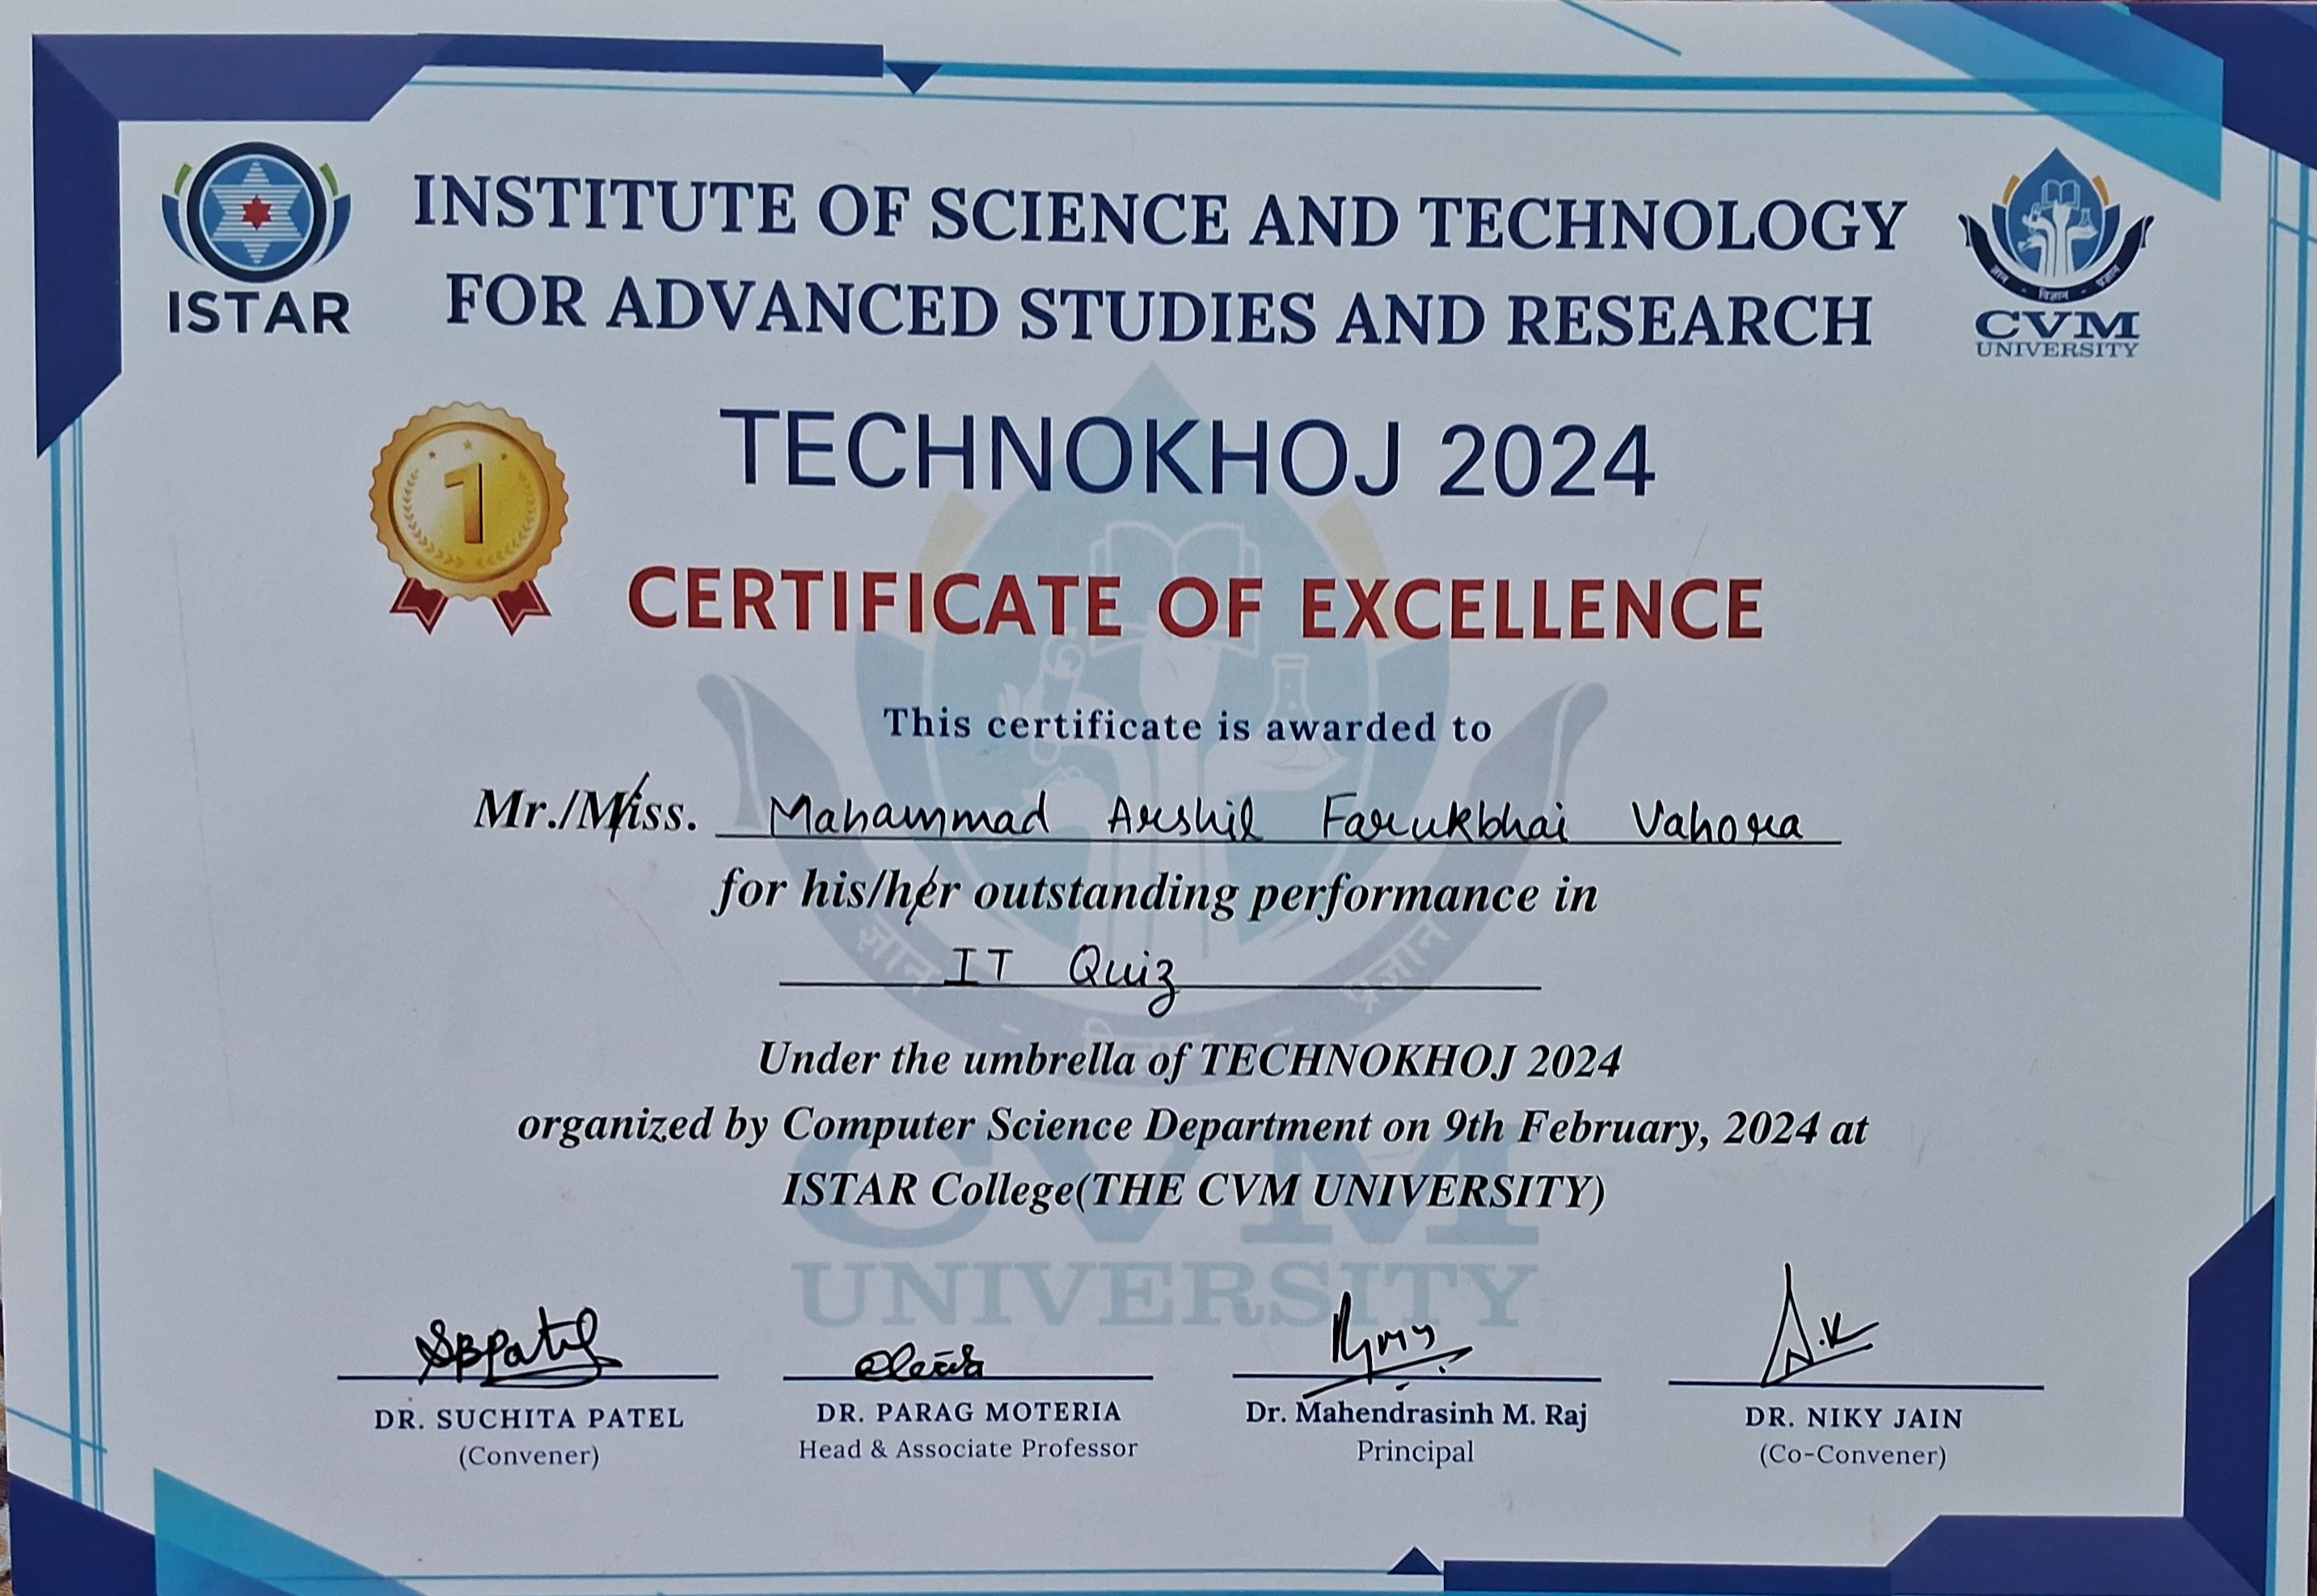 INSTITUTE OF SCIENCE AND TECHNOLOGY
FOR ADVANCED STUDIES AND RESEARCH
ISTAR
ज्ञान - विज्ञान - प्रज्ञान
CVM
UNIVERSITY
1
TECHNOKHOJ 2024
CERTIFICATE OF EXCELLENCE
This certificate is awarded to
Mr./Miss. Mahammad Arshil Farukbhai Vahora
for his/her outstanding performance in
IT Quiz
Under the umbrella of TECHNOKHOJ 2024
organized by Computer Science Department on 9th February, 2024 at
ISTAR College(THE CVM UNIVERSITY)
ज्ञान - विज्ञान - प्रज्ञान
CVM
UNIVERSITY
SBPatel
DR. SUCHITA PATEL
(Convener)
DR. PARAG MOTERIA
Head & Associate Professor
Dr. Mahendrasinh M. Raj
Principal
DR. NIKY JAIN
(Co-Convener)